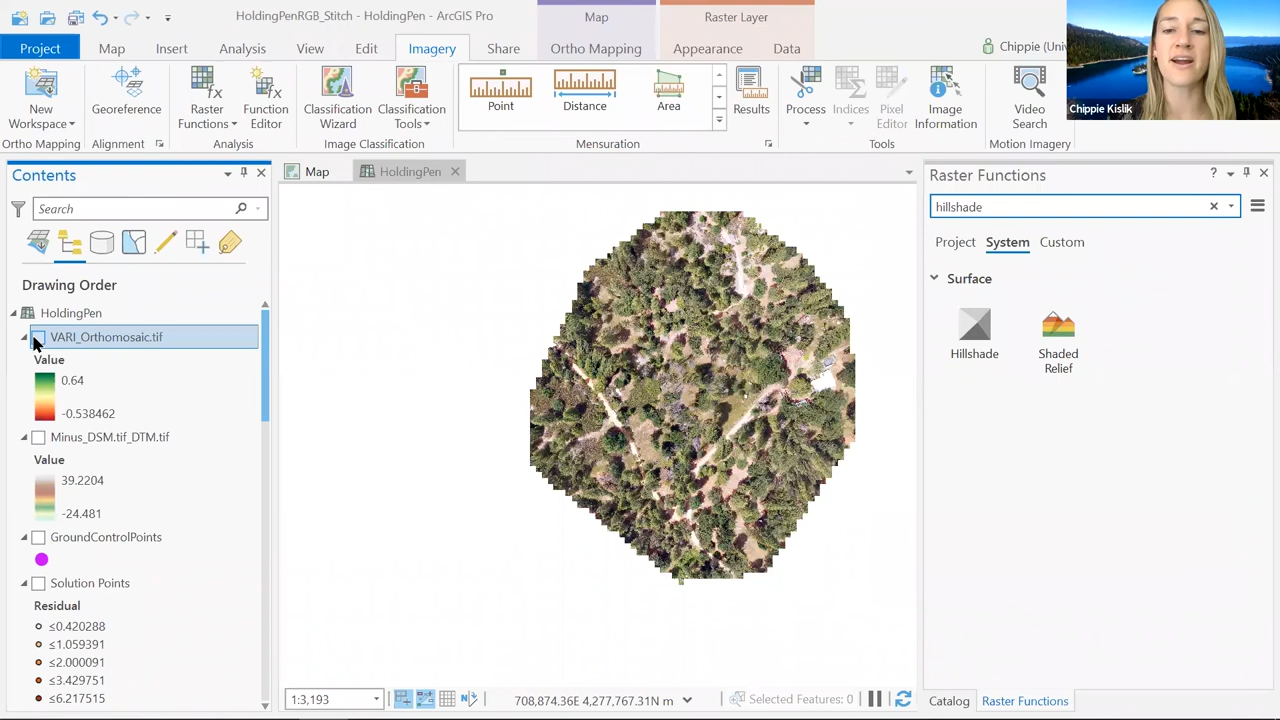 HoldingPenRGB_Stitch - HoldingPen - ArcGIS Pro
Map
Raster Layer
Project
Map
Insert
Analysis
View
Edit
Imagery
Share
Ortho Mapping
Appearance
Data
Chippie (Uni
Chippie Kislik
New
Workspace
Georeference
Raster
Functions
Function
Editor
Classification
Wizard
Classification
Tools
Point
Distance
Area
Results
Process
Indices
Pixel
Editor
Image
Information
Video
Search
Ortho Mapping
Alignment
Analysis
Image Classification
Mensuration
Tools
Motion Imagery
Contents
Search
Drawing Order
HoldingPen
VARI_Orthomosaic.tif
Value
0.64
-0.538462
Minus_DSM.tif_DTM.tif
Value
39.2204
-24.481
GroundControlPoints
Solution Points
Residual
≤0.420288
≤1.059391
≤2.000091
≤3.429751
≤6.217515
Map
HoldingPen
1:3,193
708,874.36E 4,277,767.31N m
Selected Features: 0
Raster Functions
?
hillshade
Project
System
Custom
Surface
Hillshade
Shaded
Relief
Catalog
Raster Functions